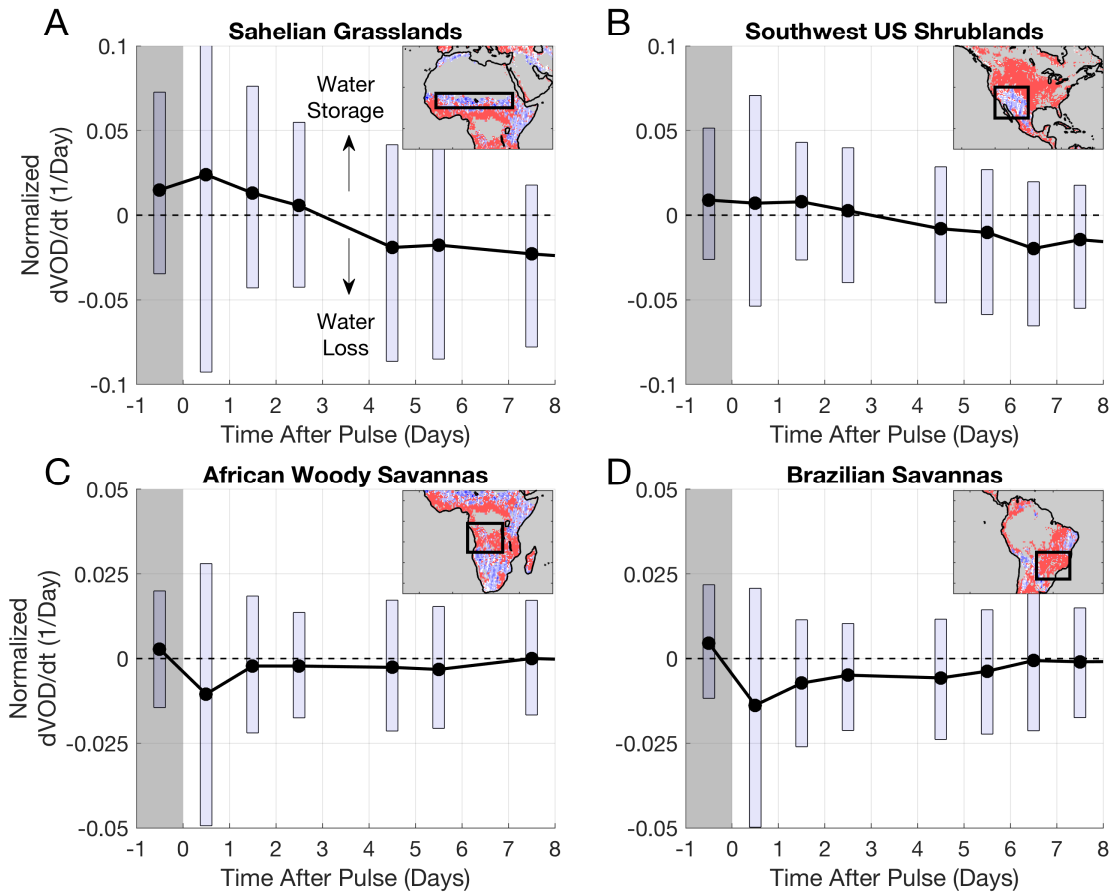 A
Sahelian Grasslands
0.1
0.05
0
-0.05
-0.1
Normalized
dVOD/dt (1/Day)
Water
Storage
Water
Loss
-1 0 1 2 3 4 5 6 7 8
Time After Pulse (Days)
B
Southwest US Shrublands
0.1
0.05
0
-0.05
-0.1
-1 0 1 2 3 4 5 6 7 8
Time After Pulse (Days)
C
African Woody Savannas
0.05
0.025
0
-0.025
-0.05
Normalized
dVOD/dt (1/Day)
-1 0 1 2 3 4 5 6 7 8
Time After Pulse (Days)
D
Brazilian Savannas
0.05
0.025
0
-0.025
-0.05
-1 0 1 2 3 4 5 6 7 8
Time After Pulse (Days)